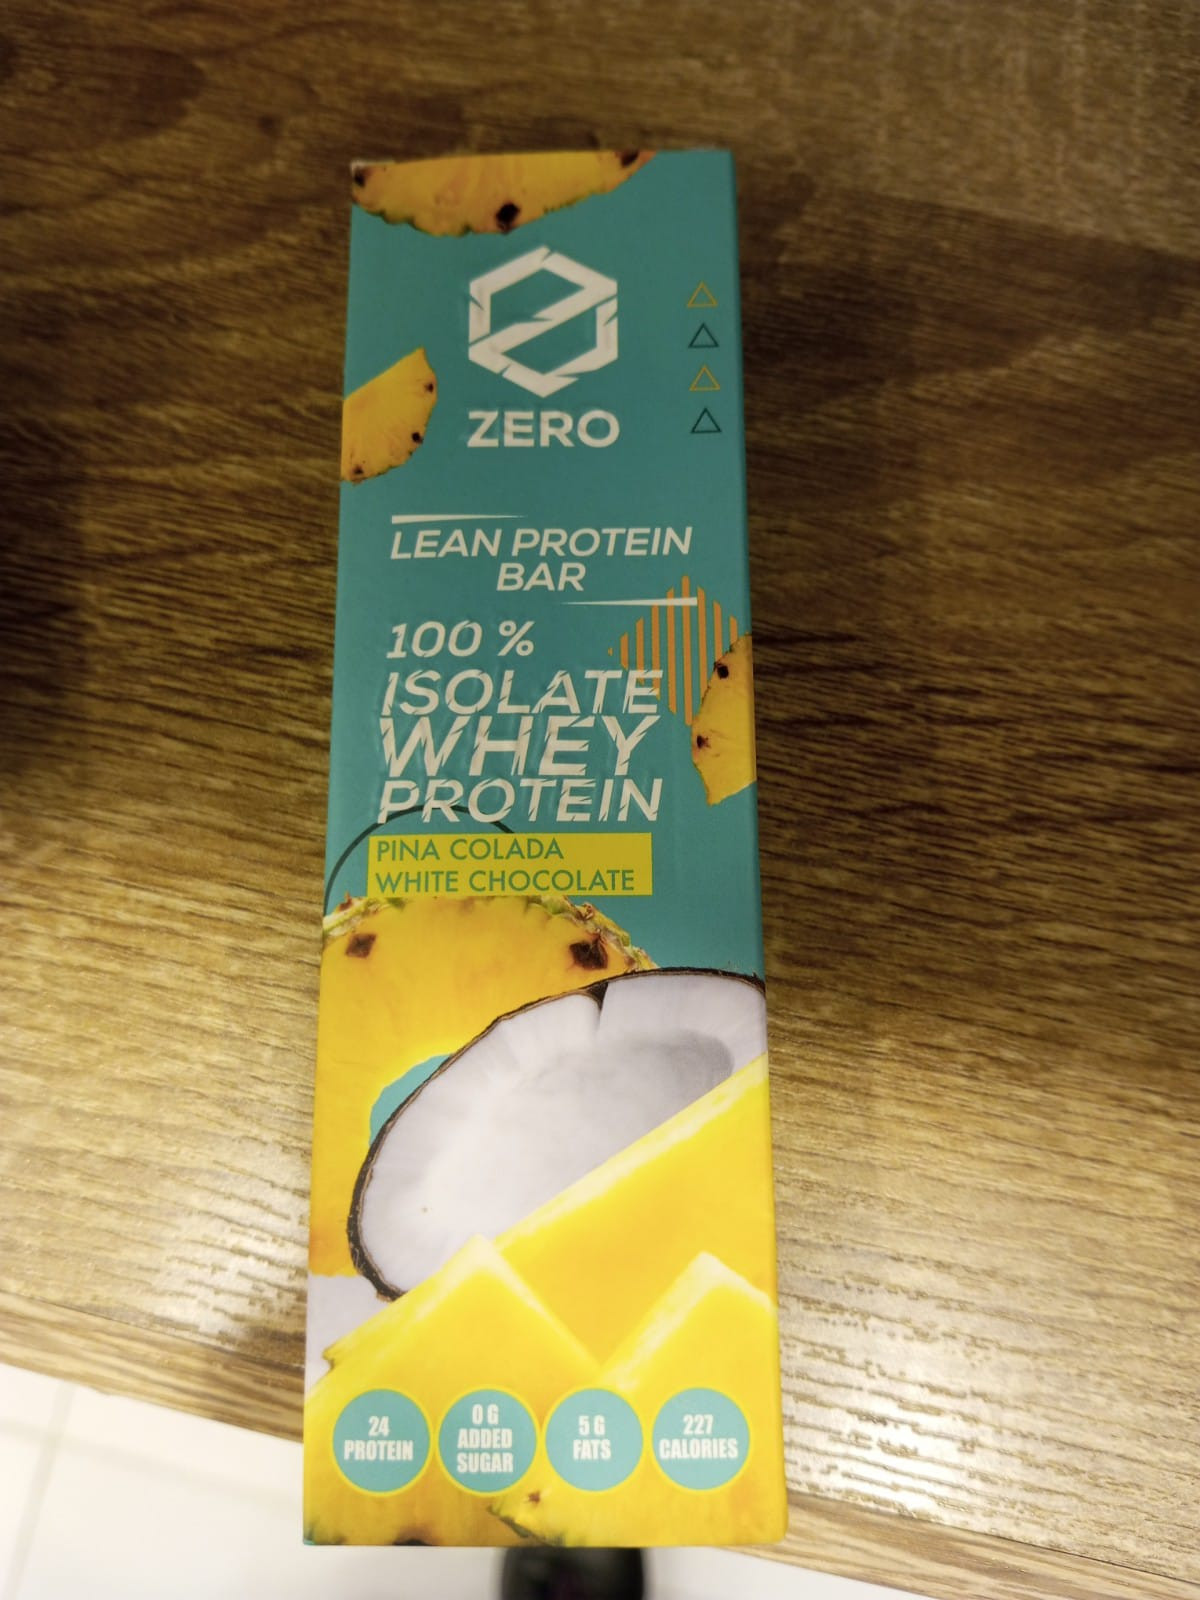 ZERO
LEAN PROTEIN
BAR
100 %
ISOLATE
WHEY
PROTEIN
PINA COLADA
WHITE CHOCOLATE
24
PROTEIN
0 G
ADDED
SUGAR
5 G
FATS
227
CALORIES